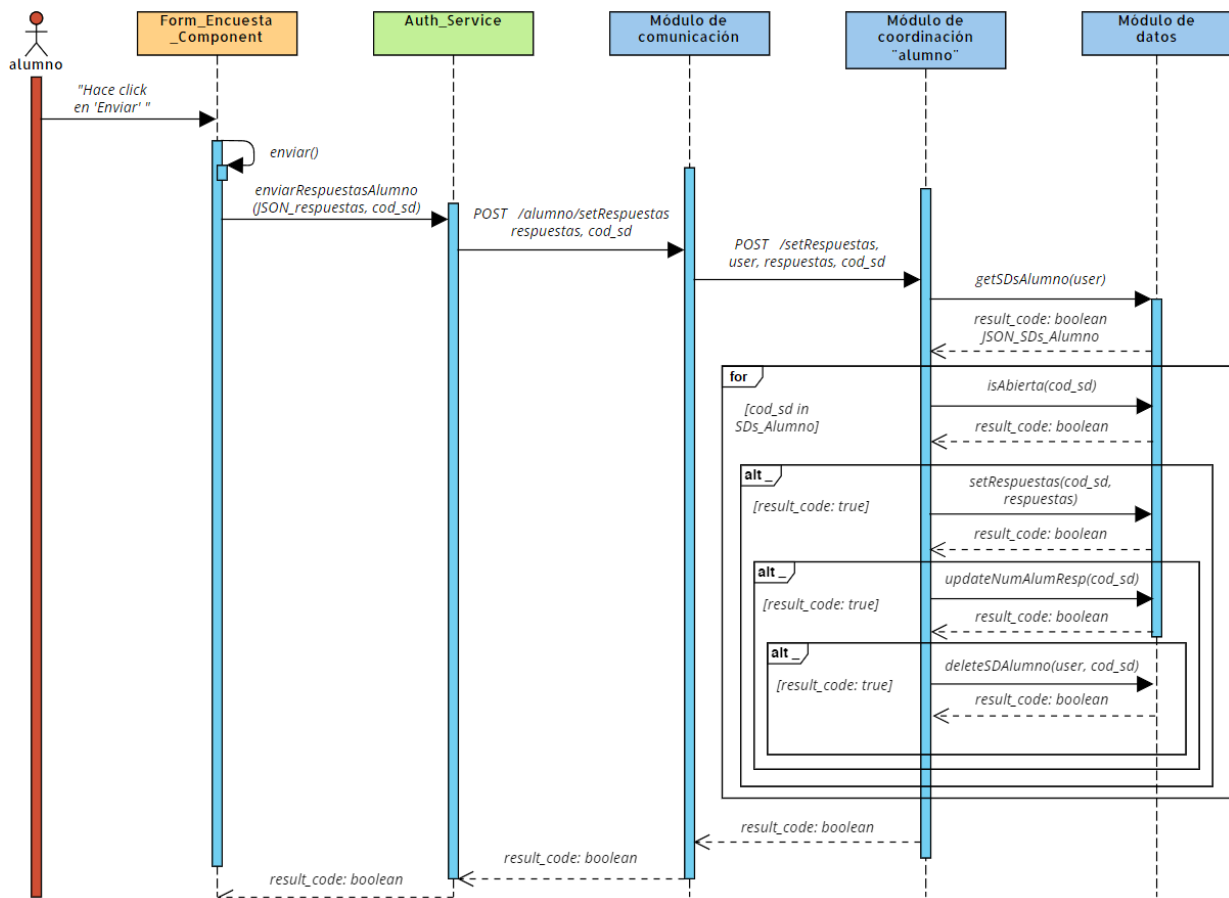 Form_Encuesta
_Component
Auth_Service
Módulo de
comunicación
Módulo de
coordinación
¨alumno¨
Módulo de
datos
alumno
"Hace click
en 'Enviar' "
enviar()
enviarRespuestasAlumno
(JSON_respuestas, cod_sd)
POST /alumno/setRespuestas
respuestas, cod_sd
POST /setRespuestas,
user, respuestas, cod_sd
getSDsAlumno(user)
result_code: boolean
JSON_SDs_Alumno
for
[cod_sd in
SDs_Alumno]
isAbierta(cod_sd)
result_code: boolean
alt _
[result_code: true]
setRespuestas(cod_sd,
respuestas)
result_code: boolean
alt _
[result_code: true]
updateNumAlumResp(cod_sd)
result_code: boolean
alt _
[result_code: true]
deleteSDAlumno(user, cod_sd)
result_code: boolean
result_code: boolean
result_code: boolean
result_code: boolean